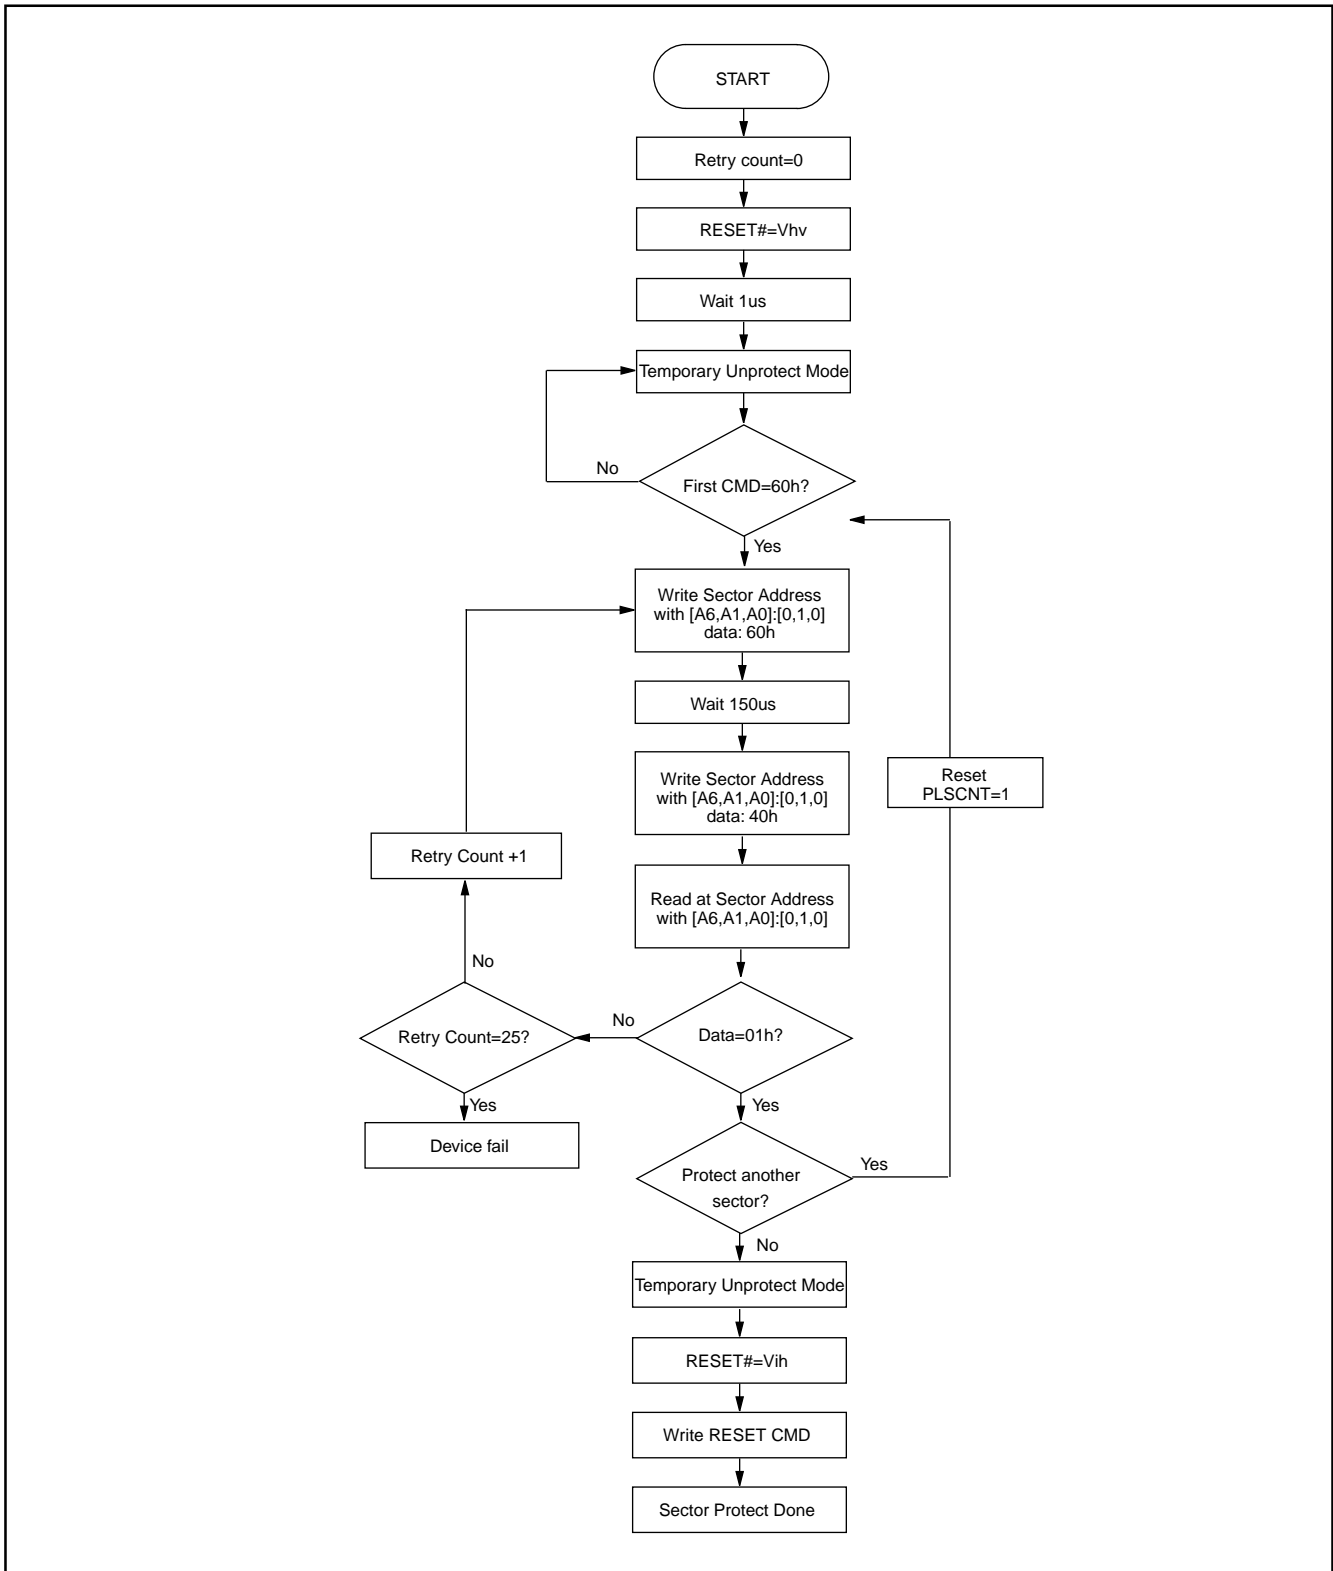 START
Retry count=0
RESET#=Vhv
Wait 1us
Temporary Unprotect Mode
No
First CMD=60h?
Yes
Write Sector Address
with [A6,A1,A0]:[0,1,0]
data: 60h
Wait 150us
Write Sector Address
with [A6,A1,A0]:[0,1,0]
data: 40h
Reset
PLSCNT=1
Retry Count +1
Read at Sector Address
with [A6,A1,A0]:[0,1,0]
No
No
Retry Count=25?
Data=01h?
Yes
Yes
Device fail
Protect another
sector?
Yes
No
Temporary Unprotect Mode
RESET#=Vih
Write RESET CMD
Sector Protect Done